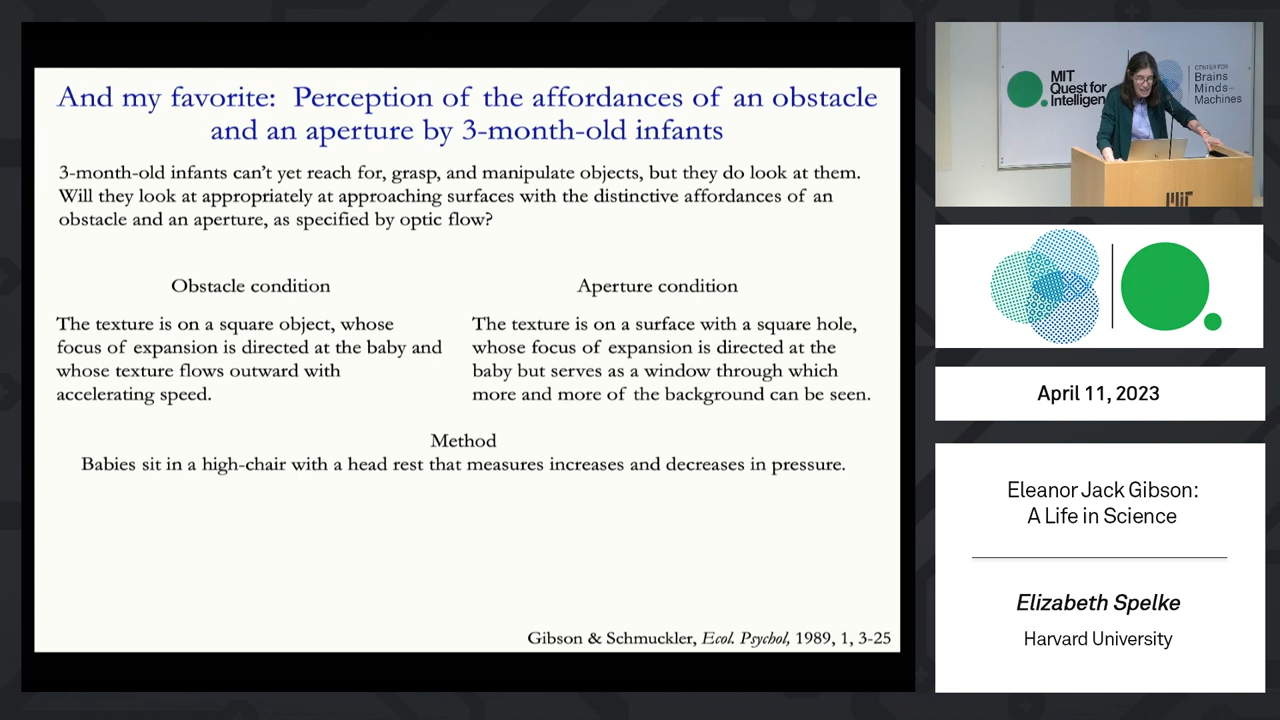 And my favorite: Perception of the affordances of an obstacle
and an aperture by 3-month-old infants
3-month-old infants can't yet reach for, grasp, and manipulate objects, but they do look at them.
Will they look at appropriately at approaching surfaces with the distinctive affordances of an
obstacle and an aperture, as specified by optic flow?
Obstacle condition
The texture is on a square object, whose
focus of expansion is directed at the baby and
whose texture flows outward with
accelerating speed.
Aperture condition
The texture is on a surface with a square hole,
whose focus of expansion is directed at the
baby but serves as a window through which
more and more of the background can be seen.
Method
Babies sit in a high-chair with a head rest that measures increases and decreases in pressure.
Gibson & Schmuckler, Ecol. Psychol, 1989, 1, 3-25
MIT
Quest for
Intelligen
CENTER FOR
Brains
Minds
Machines
MIT
April 11, 2023
Eleanor Jack Gibson:
A Life in Science
Elizabeth Spelke
Harvard University